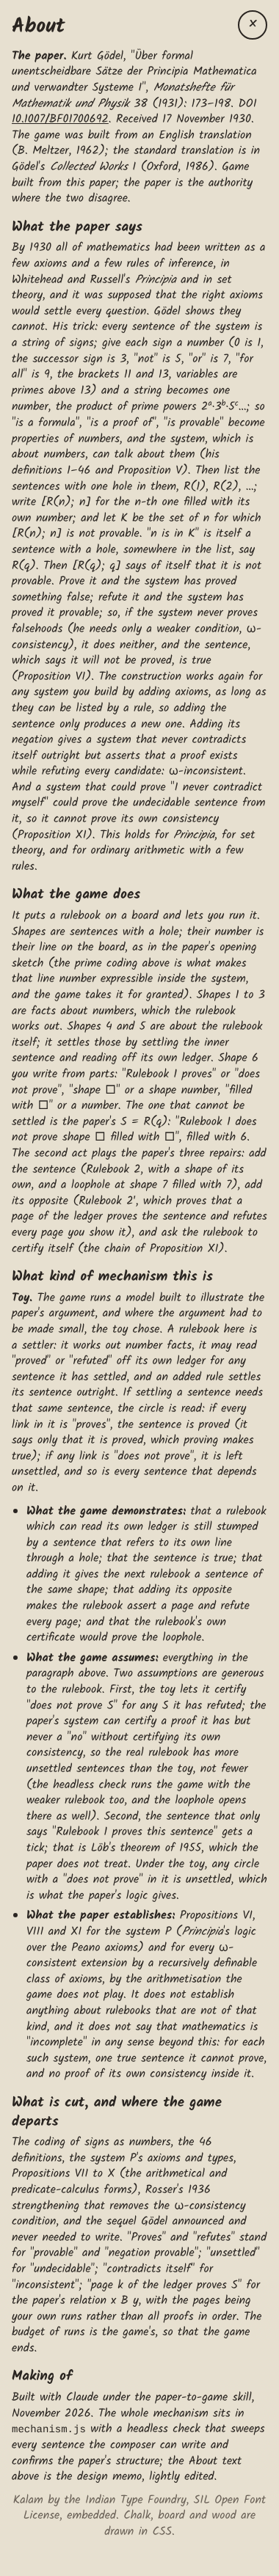 About
×
The paper. Kurt Gödel, "Über formal
unentscheidbare Sätze der Principia Mathematica
und verwandter Systeme I", Monatshefte für
Mathematik und Physik 38 (1931): 173–198. DOI
10.1007/BF01700692. Received 17 November 1930.
The game was built from an English translation
(B. Meltzer, 1962); the standard translation is in
Gödel's Collected Works I (Oxford, 1986). Game
built from this paper; the paper is the authority
where the two disagree.
What the paper says
By 1930 all of mathematics had been written as a
few axioms and a few rules of inference, in
Whitehead and Russell's Principia and in set
theory, and it was supposed that the right axioms
would settle every question. Gödel shows they
cannot. His trick: every sentence of the system is
a string of signs; give each sign a number (0 is 1,
the successor sign is 3, "not" is 5, "or" is 7, "for
all" is 9, the brackets 11 and 13, variables are
primes above 13) and a string becomes one
number, the product of prime powers 2ᵃ·3ᵇ·5ᶜ...; so
"is a formula", "is a proof of", "is provable" become
properties of numbers, and the system, which is
about numbers, can talk about them (his
definitions 1–46 and Proposition V). Then list the
sentences with one hole in them, R(1), R(2), ...;
write [R(n); n] for the n-th one filled with its
own number; and let K be the set of n for which
[R(n); n] is not provable. "n is in K" is itself a
sentence with a hole, somewhere in the list, say
R(q). Then [R(q); q] says of itself that it is not
provable. Prove it and the system has proved
something false; refute it and the system has
proved it provable; so, if the system never proves
falsehoods (he needs only a weaker condition, ω-
consistency), it does neither, and the sentence,
which says it will not be proved, is true
(Proposition VI). The construction works again for
any system you build by adding axioms, as long as
they can be listed by a rule, so adding the
sentence only produces a new one. Adding its
negation gives a system that never contradicts
itself outright but asserts that a proof exists
while refuting every candidate: ω-inconsistent.
And a system that could prove "I never contradict
myself" could prove the undecidable sentence from
it, so it cannot prove its own consistency
(Proposition XI). This holds for Principia, for set
theory, and for ordinary arithmetic with a few
rules.
What the game does
It puts a rulebook on a board and lets you run it.
Shapes are sentences with a hole; their number is
their line on the board, as in the paper's opening
sketch (the prime coding above is what makes
that line number expressible inside the system,
and the game takes it for granted). Shapes 1 to 3
are facts about numbers, which the rulebook
works out. Shapes 4 and 5 are about the rulebook
itself; it settles those by settling the inner
sentence and reading off its own ledger. Shape 6
you write from parts: "Rulebook 1 proves" or "does
not prove", "shape □" or a shape number, "filled
with □" or a number. The one that cannot be
settled is the paper's S = R(q): "Rulebook 1 does
not prove shape □ filled with □", filled with 6.
The second act plays the paper's three repairs: add
the sentence (Rulebook 2, with a shape of its
own, and a loophole at shape 7 filled with 7), add
its opposite (Rulebook 2', which proves that a
page of the ledger proves the sentence and refutes
every page you show it), and ask the rulebook to
certify itself (the chain of Proposition XI).
What kind of mechanism this is
Toy. The game runs a model built to illustrate the
paper's argument, and where the argument had to
be made small, the toy chose. A rulebook here is
a settler: it works out number facts, it may read
"proved" or "refuted" off its own ledger for any
sentence it has settled, and an added rule settles
its sentence outright. If settling a sentence needs
that same sentence, the circle is read: if every
link in it is "proves", the sentence is proved (it
says only that it is proved, which proving makes
true); if any link is "does not prove", it is left
unsettled, and so is every sentence that depends
on it.
• What the game demonstrates: that a rulebook
which can read its own ledger is still stumped
by a sentence that refers to its own line
through a hole; that the sentence is true; that
adding it gives the next rulebook a sentence of
the same shape; that adding its opposite
makes the rulebook assert a page and refute
every page; and that the rulebook's own
certificate would prove the loophole.
• What the game assumes: everything in the
paragraph above. Two assumptions are generous
to the rulebook. First, the toy lets it certify
"does not prove S" for any S it has refuted; the
paper's system can certify a proof it has but
never a "no" without certifying its own
consistency, so the real rulebook has more
unsettled sentences than the toy, not fewer
(the headless check runs the game with the
weaker rulebook too, and the loophole opens
there as well). Second, the sentence that only
says "Rulebook 1 proves this sentence" gets a
tick; that is Löb's theorem of 1955, which the
paper does not treat. Under the toy, any circle
with a "does not prove" in it is unsettled, which
is what the paper's logic gives.
• What the paper establishes: Propositions VI,
VIII and XI for the system P (Principia's logic
over the Peano axioms) and for every ω-
consistent extension by a recursively definable
class of axioms, by the arithmetisation the
game does not play. It does not establish
anything about rulebooks that are not of that
kind, and it does not say that mathematics is
"incomplete" in any sense beyond this: for each
such system, one true sentence it cannot prove,
and no proof of its own consistency inside it.
What is cut, and where the game
departs
The coding of signs as numbers, the 46
definitions, the system P's axioms and types,
Propositions VII to X (the arithmetical and
predicate-calculus forms), Rosser's 1936
strengthening that removes the ω-consistency
condition, and the sequel Gödel announced and
never needed to write. "Proves" and "refutes" stand
for "provable" and "negation provable"; "unsettled"
for "undecidable"; "contradicts itself" for
"inconsistent"; "page k of the ledger proves S" for
the paper's relation x B y, with the pages being
your own runs rather than all proofs in order. The
budget of runs is the game's, so that the game
ends.
Making of
Built with Claude under the paper-to-game skill,
November 2026. The whole mechanism sits in
mechanism.js with a headless check that sweeps
every sentence the composer can write and
confirms the paper's structure; the About text
above is the design memo, lightly edited.
Kalam by the Indian Type Foundry, SIL Open Font
License, embedded. Chalk, board and wood are
drawn in CSS.